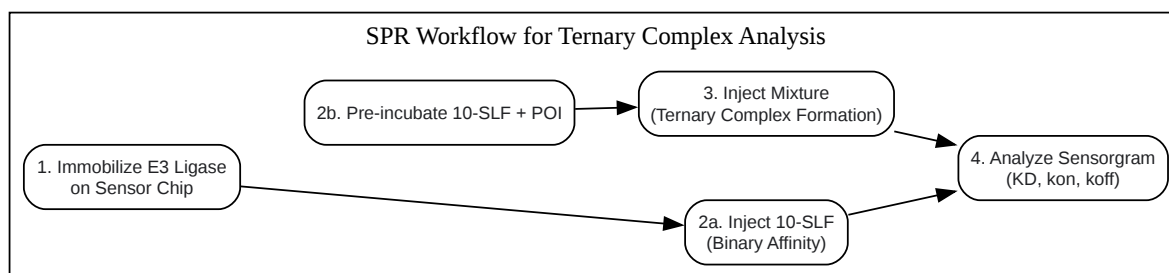 SPR Workflow for Ternary Complex Analysis
1. Immobilize E3 Ligase
on Sensor Chip
2b. Pre-incubate 10-SLF + POI
3. Inject Mixture
(Ternary Complex Formation)
2a. Inject 10-SLF
(Binary Affinity)
4. Analyze Sensorgram
(KD, kon, koff)